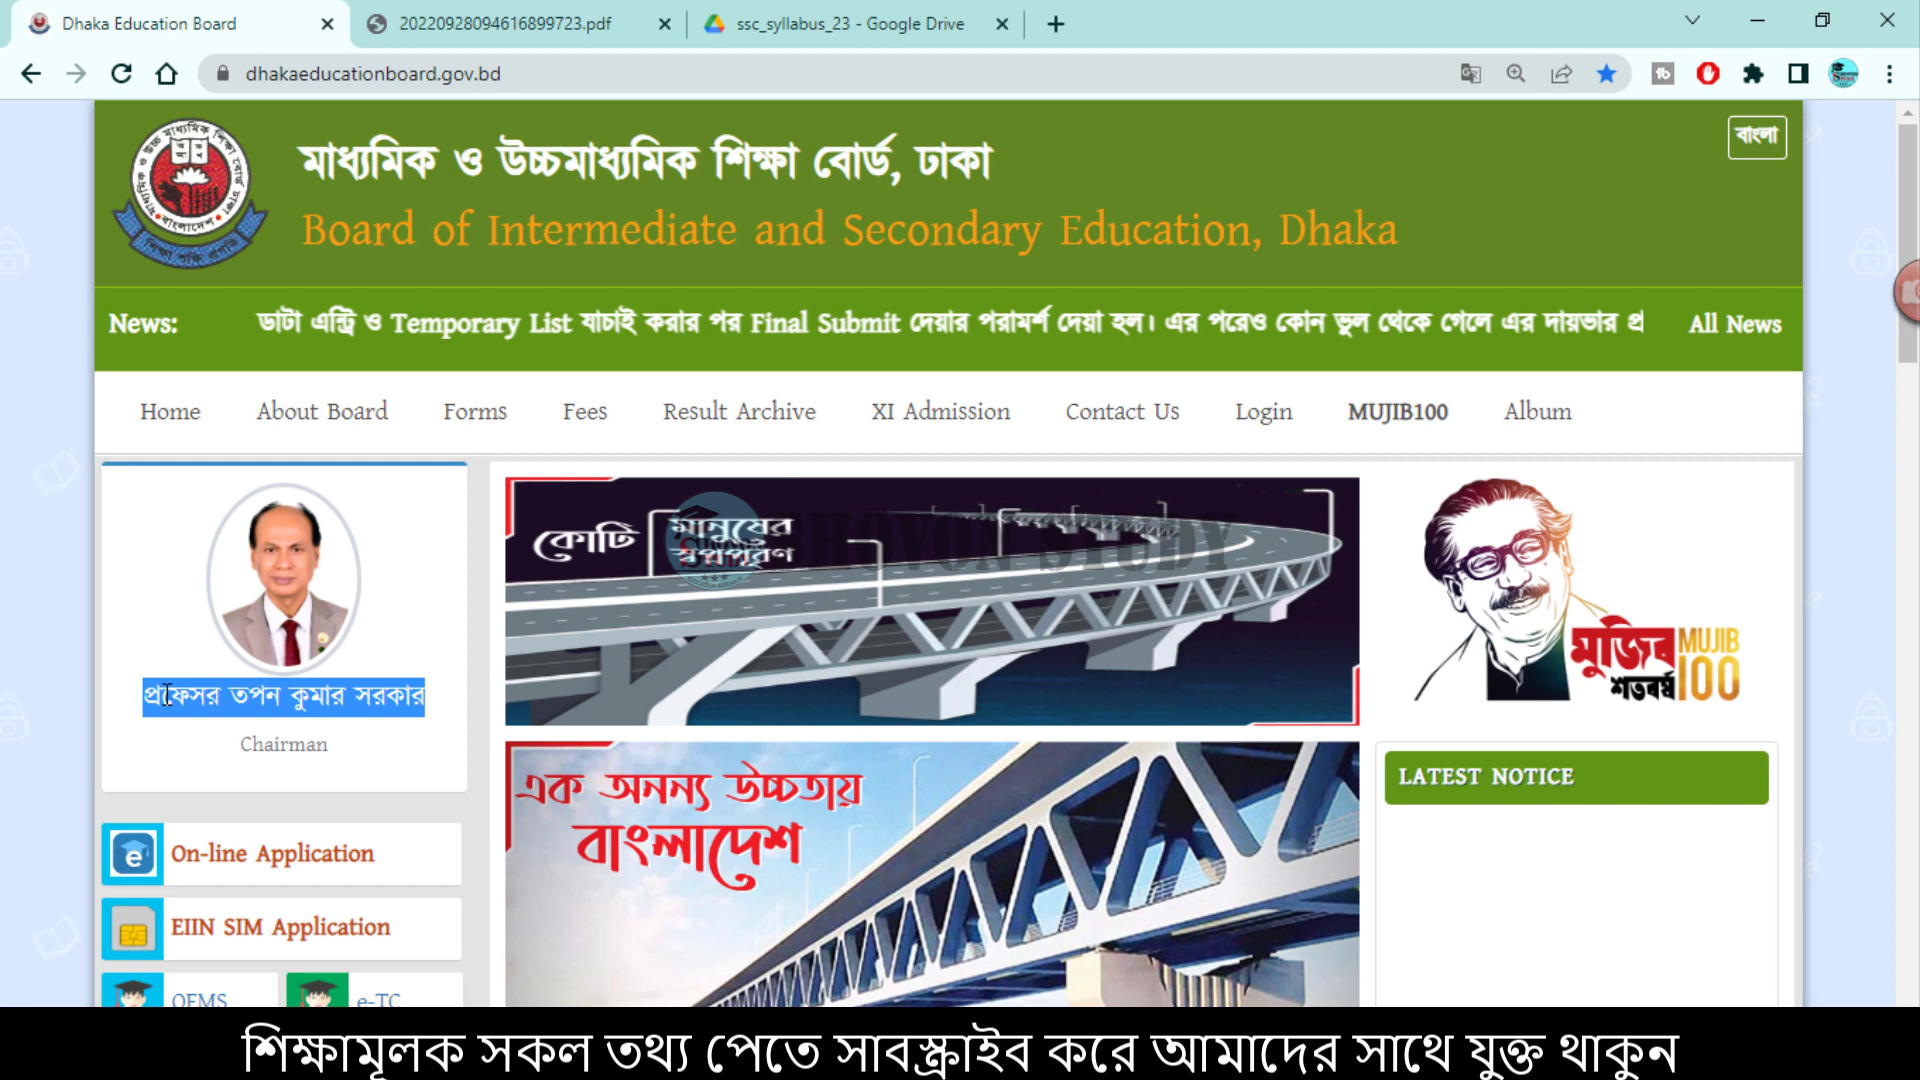 Dhaka Education Board
20220928094616899723.pdf
ssc_syllabus_23 - Google Drive
dhakaeducationboard.gov.bd
মাধ্যমিক ও উচ্চমাধ্যমিক শিক্ষা বোর্ড, ঢাকা
বাংলা
Board of Intermediate and Secondary Education, Dhaka
News:
ডাটা এন্ট্রি ও Temporary List যাচাই করার পর Final Submit দেয়ার পরামর্শ দেয়া হল। এর পরেও কোন ভুল থেকে গেলে এর দায়ভার প্র
All News
Home About Board Forms Fees Result Archive XI Admission Contact Us Login MUJIB100 Album
প্রফেসর তপন কুমার সরকার
Chairman
কোটি
মানুষের
স্বপ্নপূরণ
SHOVON STUDY
মুজিব
শতবর্ষ
MUJIB
100
এক অনন্য উচ্চতায়
বাংলাদেশ
LATEST NOTICE
On-line Application
EIIN SIM Application
OEMS
e-TC
শিক্ষামূলক সকল তথ্য পেতে সাবস্ক্রাইব করে আমাদের সাথে যুক্ত থাকুন